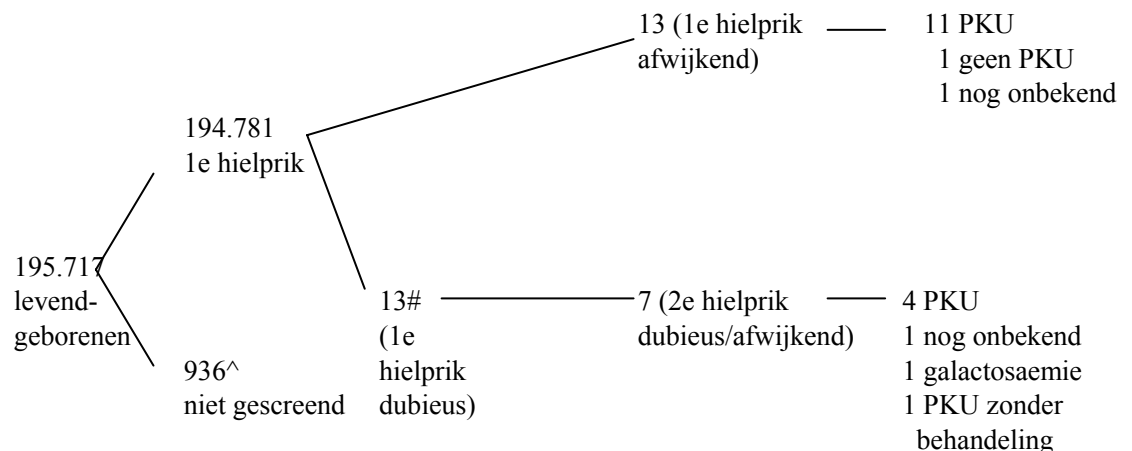 13 (1e hielprik
afwijkend)
11 PKU
1 geen PKU
1 nog onbekend
194.781
1e hielprik
195.717
levend-
geborenen
13#
(1e
hielprik
dubieus)
7 (2e hielprik
dubieus/afwijkend)
4 PKU
1 nog onbekend
1 galactosaemie
1 PKU zonder
behandeling
936^
niet gescreend